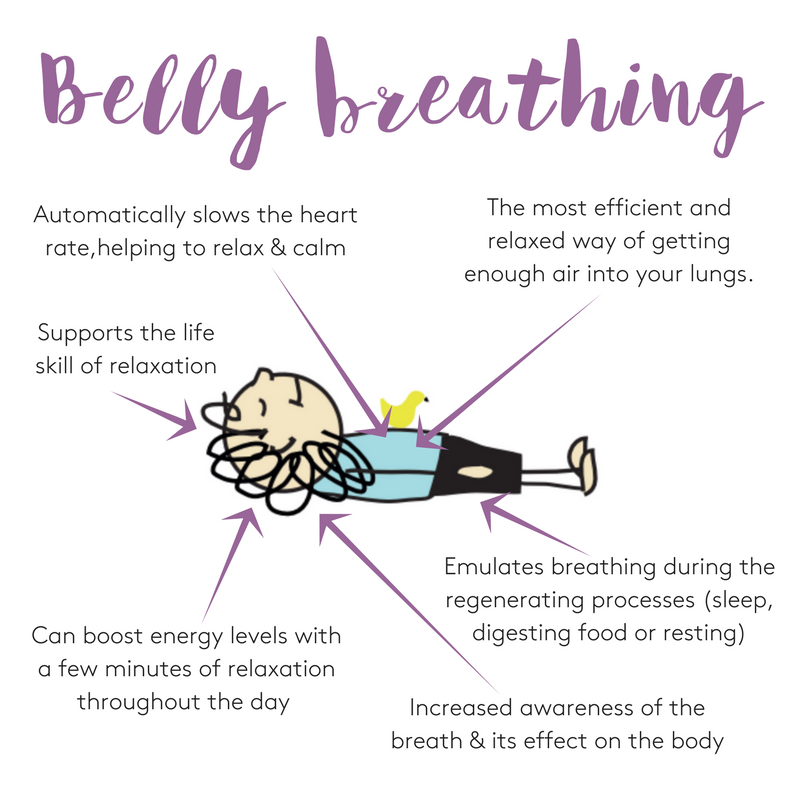 Belly breathing
Automatically slows the heart
rate,helping to relax & calm
The most efficient and
relaxed way of getting
enough air into your lungs.
Supports the life
skill of relaxation
Emulates breathing during the
regenerating processes (sleep,
digesting food or resting)
Can boost energy levels with
a few minutes of relaxation
throughout the day
Increased awareness of the
breath & its effect on the body